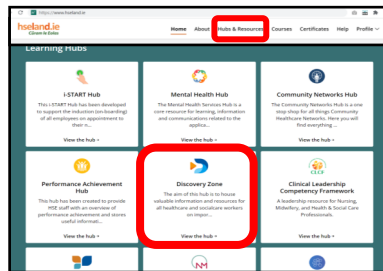 https://www.hseland.ie
hseland.ie
Home About Hubs & Resources Courses Certificates Help Profile
Learning Hubs
i-START Hub
This i-START Hub has been developed
to support the induction (on-boarding)
of all employees on appointment to
their n...
View the hub »
Mental Health Hub
The Mental Health Services Hub is a
core resource for learning, information
and communications related to the
applica...
View the hub »
Community Networks
Hub
The Community Networks Hub is a one
stop shop for all things Community
Healthcare Networks. Here you will
find everything ...
View the hub »
Performance Achievement
Hub
This hub has been created to provide
HSE staff with an overview of
performance achievement and stores
useful informati...
View the hub »
Discovery Zone
The aim of this hub is to house
valuable information and resources for
all healthcare and socialcare workers
on impor...
View the hub »
CLCF
Clinical Leadership
Competency Framework
A leadership resource for Nursing,
Midwifery, and Health & Social Care
Professionals.
View the hub »
NM